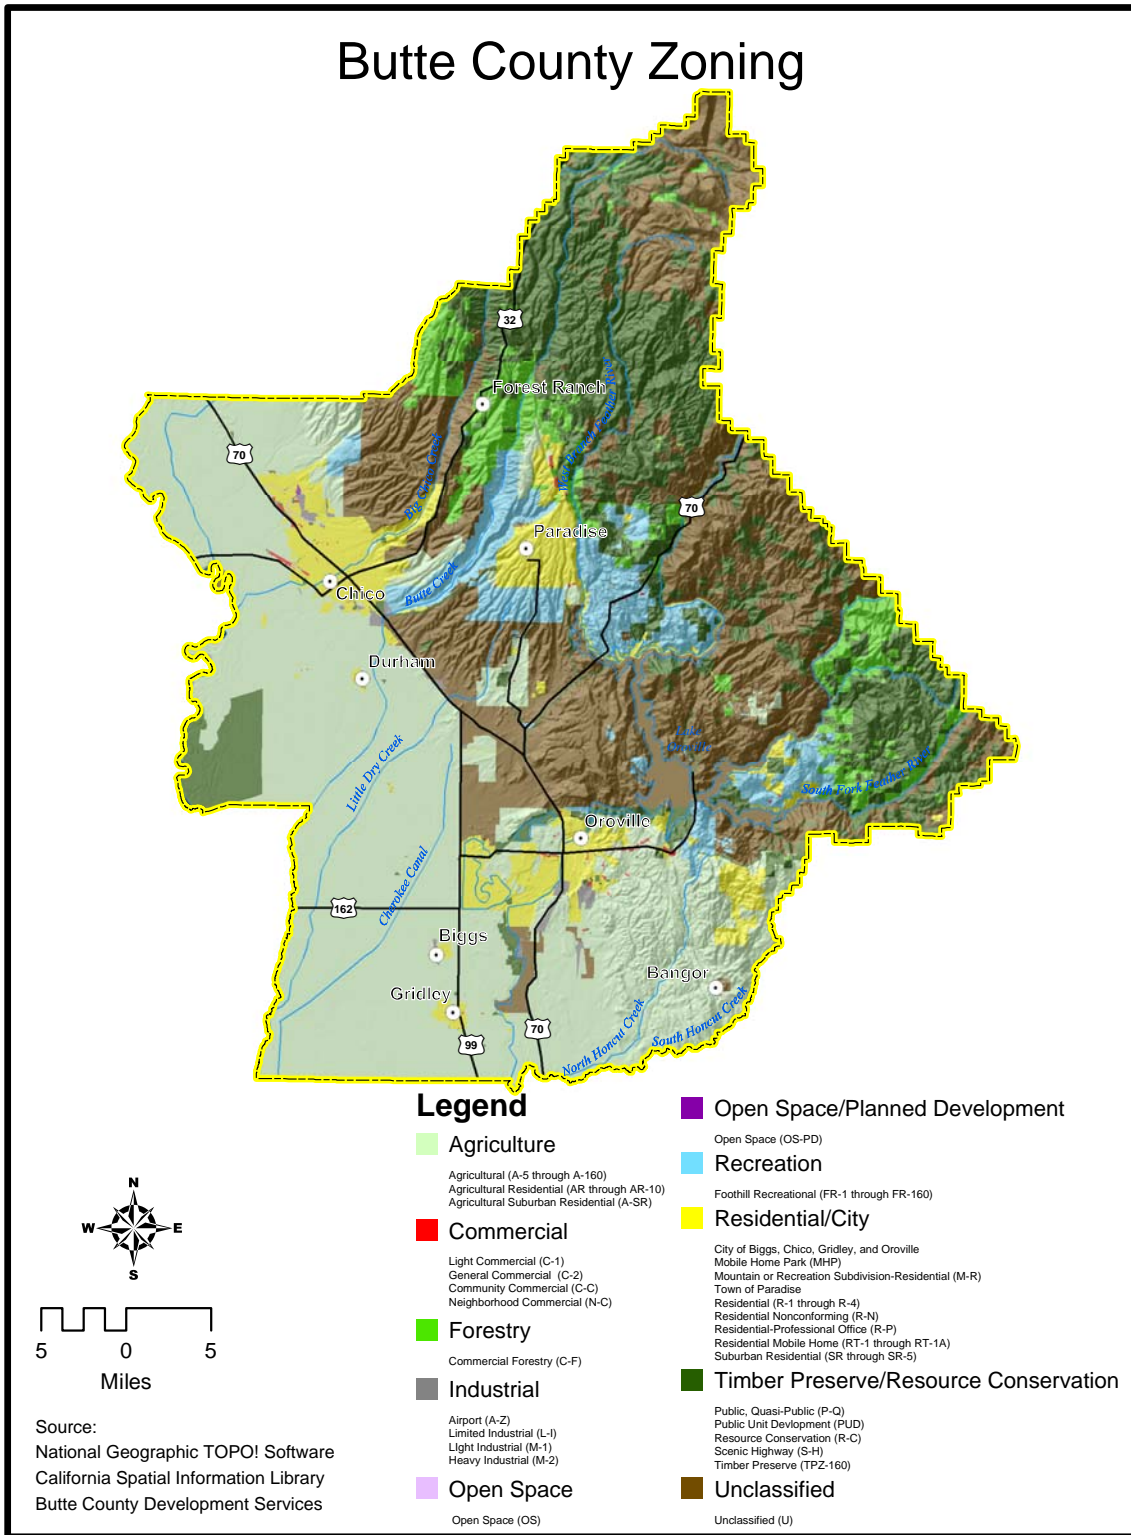 Butte County Zoning
32
Forest Ranch
West Branch Feather River
70
Big Chico Creek
70
Paradise
Butte Creek
Chico
Durham
Lake
Oroville
Little Dry Creek
South Fork Feather River
Oroville
Cherokee Canal
162
Biggs
Bangor
Gridley
North Honcut Creek
South Honcut Creek
70
99
Legend
Agriculture
Agricultural (A-5 through A-160)
Agricultural Residential (AR through AR-10)
Agricultural Suburban Residential (A-SR)
Commercial
Light Commercial (C-1)
General Commercial (C-2)
Community Commercial (C-C)
Neighborhood Commercial (N-C)
Forestry
Commercial Forestry (C-F)
Industrial
Airport (A-Z)
Limited Industrial (L-I)
LIght Industrial (M-1)
Heavy Industrial (M-2)
Open Space
Open Space (OS)
Open Space/Planned Development
Open Space (OS-PD)
Recreation
Foothill Recreational (FR-1 through FR-160)
Residential/City
City of Biggs, Chico, Gridley, and Oroville
Mobile Home Park (MHP)
Mountain or Recreation Subdivision-Residential (M-R)
Town of Paradise
Residential (R-1 through R-4)
Residential Nonconforming (R-N)
Residential-Professional Office (R-P)
Residential Mobile Home (RT-1 through RT-1A)
Suburban Residential (SR through SR-5)
Timber Preserve/Resource Conservation
Public, Quasi-Public (P-Q)
Public Unit Devlopment (PUD)
Resource Conservation (R-C)
Scenic Highway (S-H)
Timber Preserve (TPZ-160)
Unclassified
Unclassified (U)
N
W E
S
5 0 5
Miles
Source:
National Geographic TOPO! Software
California Spatial Information Library
Butte County Development Services